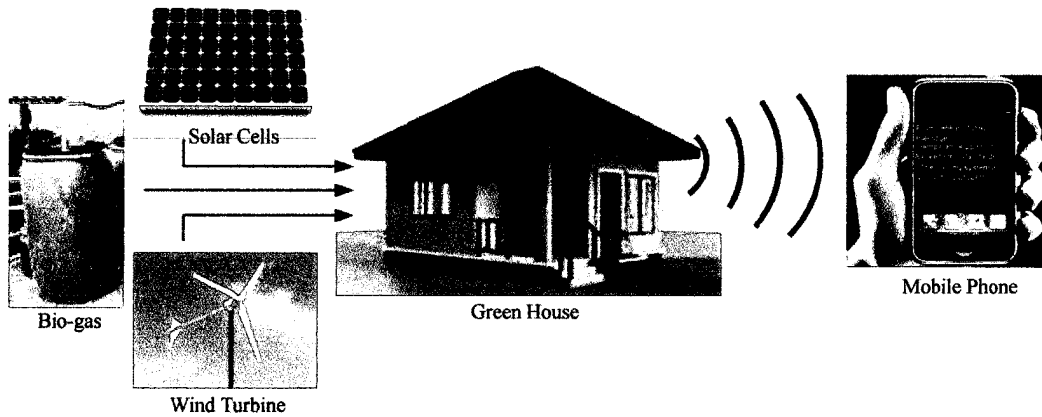 Solar Cells
Bio-gas
Wind Turbine
Green House
Mobile Phone